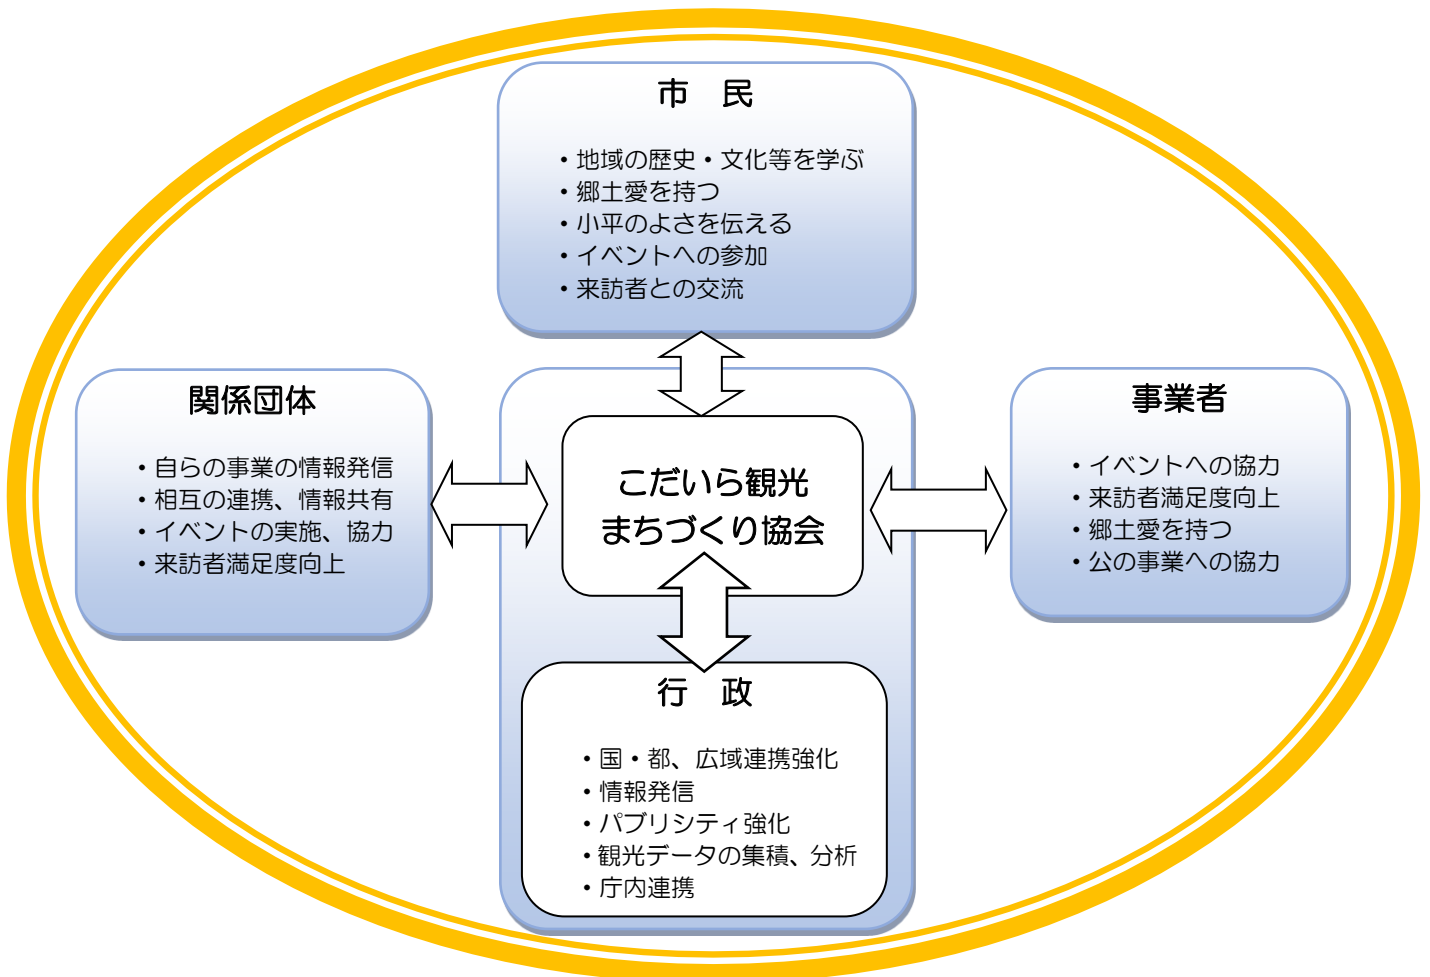 市　民
・地域の歴史・文化等を学ぶ
・郷土愛を持つ
・小平のよさを伝える
・イベントへの参加
・来訪者との交流
関係団体
・自らの事業の情報発信
・相互の連携、情報共有
・イベントの実施、協力
・来訪者満足度向上
こだいら観光
まちづくり協会
事業者
・イベントへの協力
・来訪者満足度向上
・郷土愛を持つ
・公の事業への協力
行　政
・国・都、広域連携強化
・情報発信
・パブリシティ強化
・観光データの集積、分析
・庁内連携